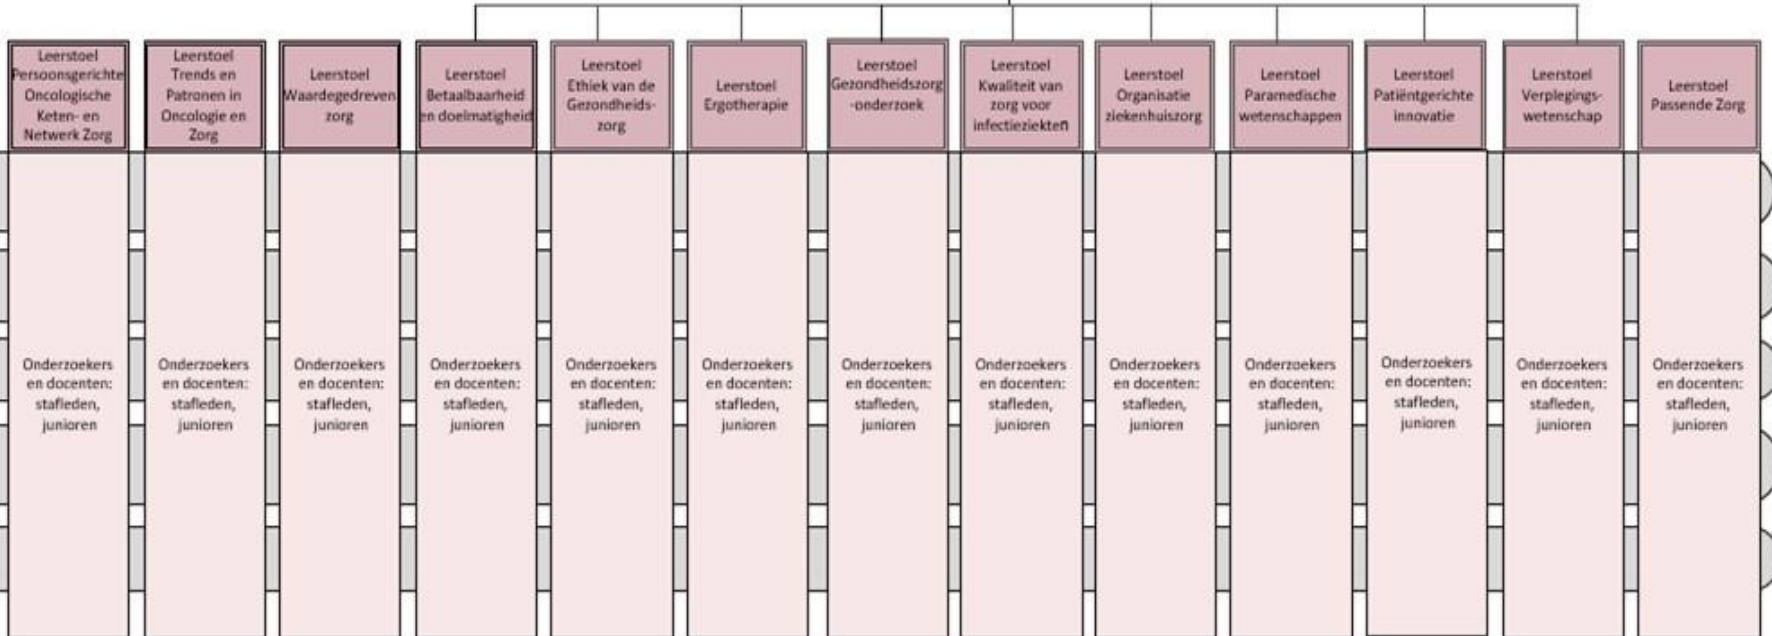 Leerstoel
Persoonsgerichte
Oncologische
Keten- en
Netwerk Zorg
Leerstoel
Trends en
Patronen in
Oncologie en
Zorg
Leerstoel
Waardegedreven
zorg
Leerstoel
Betaalbaarheid
en doelmatigheid
Leerstoel
Ethiek van de
Gezondheids-
zorg
Leerstoel
Ergotherapie
Leerstoel
Gezondheidszorg
-onderzoek
Leerstoel
Kwaliteit van
zorg voor
infectieziekten
Leerstoel
Organisatie
ziekenhuiszorg
Leerstoel
Paramedische
wetenschappen
Leerstoel
Patiëntgerichte
innovatie
Leerstoel
Verplegings-
wetenschap
Leerstoel
Passende Zorg
Onderzoekers
en docenten:
stafleden,
junioren
Onderzoekers
en docenten:
stafleden,
junioren
Onderzoekers
en docenten:
stafleden,
junioren
Onderzoekers
en docenten:
stafleden,
junioren
Onderzoekers
en docenten:
stafleden,
junioren
Onderzoekers
en docenten:
stafleden,
junioren
Onderzoekers
en docenten:
stafleden,
junioren
Onderzoekers
en docenten:
stafleden,
junioren
Onderzoekers
en docenten:
stafleden,
junioren
Onderzoekers
en docenten:
stafleden,
junioren
Onderzoekers
en docenten:
stafleden,
junioren
Onderzoekers
en docenten:
stafleden,
junioren
Onderzoekers
en docenten:
stafleden,
junioren